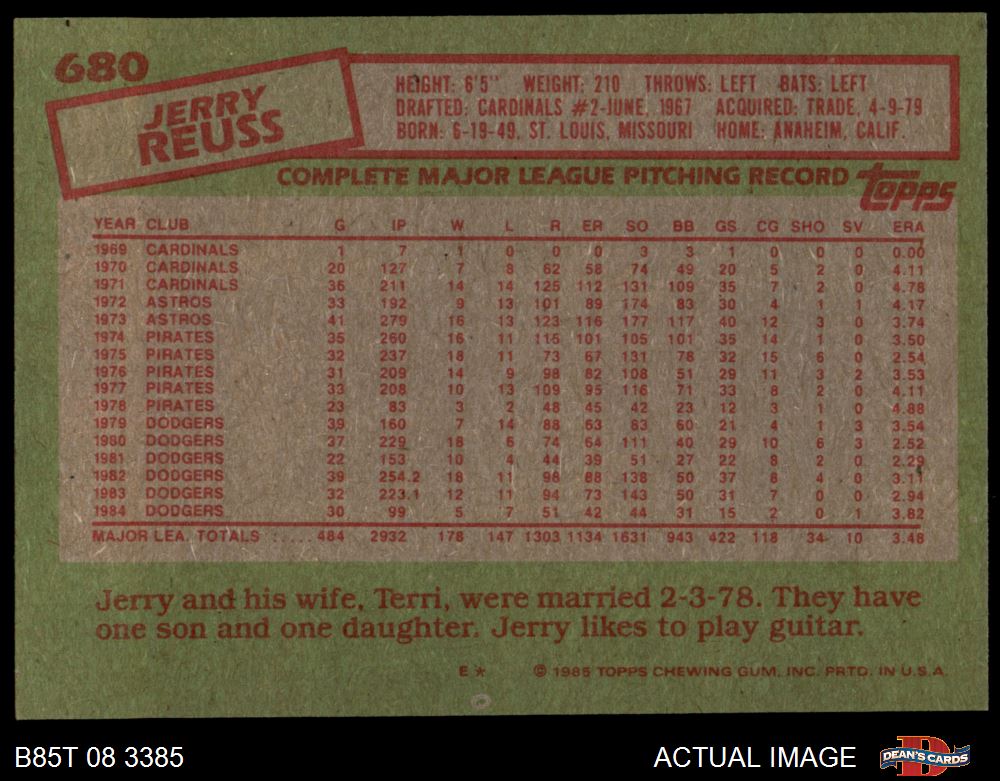 680
JERRY
REUSS
HEIGHT: 6'5" WEIGHT: 210 THROWS: LEFT BATS: LEFT
DRAFTED: CARDINALS #2-JUNE, 1967 ACQUIRED: TRADE, 4-9-79
BORN: 6-19-49, ST. LOUIS, MISSOURI HOME: ANAHEIM, CALIF.
COMPLETE MAJOR LEAGUE PITCHING RECORD topps
YEAR CLUB G IP W L R ER SO BB GS CG SHO SV ERA
1969 CARDINALS 1 7 1 0 0 0 3 3 1 0 0 0 0.00
1970 CARDINALS 20 127 7 8 62 58 74 49 20 5 2 0 4.11
1971 CARDINALS 36 211 14 14 125 112 131 109 35 7 2 0 4.78
1972 ASTROS 33 192 9 13 101 89 174 83 30 4 1 1 4.17
1973 ASTROS 41 279 16 13 123 116 177 117 40 12 3 0 3.74
1974 PIRATES 35 260 16 11 115 101 105 101 35 14 1 0 3.50
1975 PIRATES 32 237 18 11 73 67 131 78 32 15 6 0 2.54
1976 PIRATES 31 209 14 9 98 82 108 51 29 11 3 2 3.53
1977 PIRATES 33 208 10 13 109 95 116 71 33 8 2 0 4.11
1978 PIRATES 23 83 3 2 48 45 42 23 12 3 1 0 4.88
1979 DODGERS 39 160 7 14 88 63 83 60 21 4 1 3 3.54
1980 DODGERS 37 229 18 6 74 64 111 40 29 10 6 3 2.52
1981 DODGERS 22 153 10 4 44 39 51 27 22 8 2 0 2.29
1982 DODGERS 39 254.2 18 11 98 88 138 50 37 8 4 0 3.11
1983 DODGERS 32 223.1 12 11 94 73 143 50 31 7 0 0 2.94
1984 DODGERS 30 99 5 7 51 42 44 31 15 2 0 1 3.82
MAJOR LEA. TOTALS ..... 484 2932 178 147 1303 1134 1631 943 422 118 34 10 3.48
Jerry and his wife, Terri, were married 2-3-78. They have
one son and one daughter. Jerry likes to play guitar.
E * © 1985 TOPPS CHEWING GUM, INC. PRTD. IN U.S.A.
B85T 08 3385 ACTUAL IMAGE DEAN'S CARDS